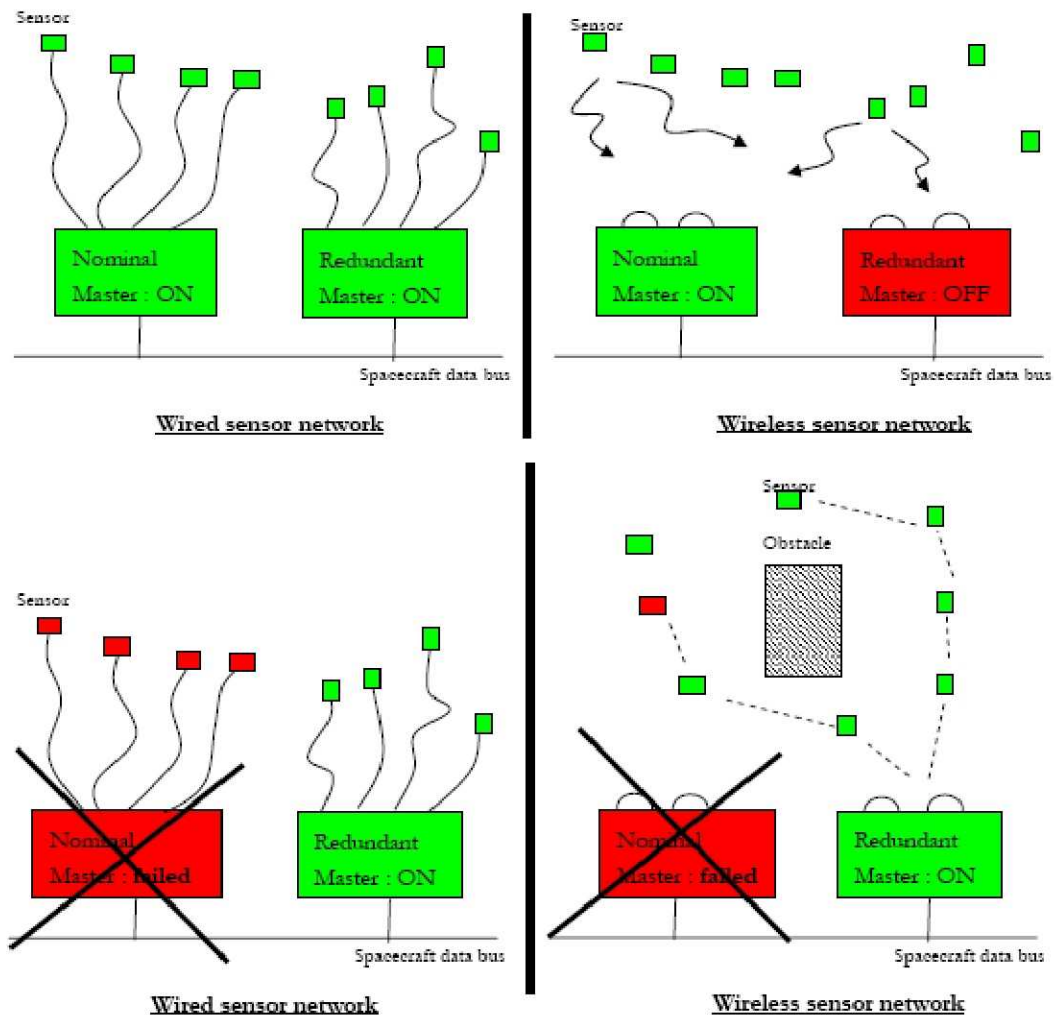 Sensor
Nominal
Master : ON
Redundant
Master : ON
Spacecraft data bus
Wired sensor network
Sensor
Nominal
Master : ON
Redundant
Master : OFF
Spacecraft data bus
Wireless sensor network
Sensor
Nominal
Master : failed
Redundant
Master : ON
Spacecraft data bus
Wired sensor network
Sensor
Obstacle
Nominal
Master : failed
Redundant
Master : ON
Spacecraft data bus
Wireless sensor network